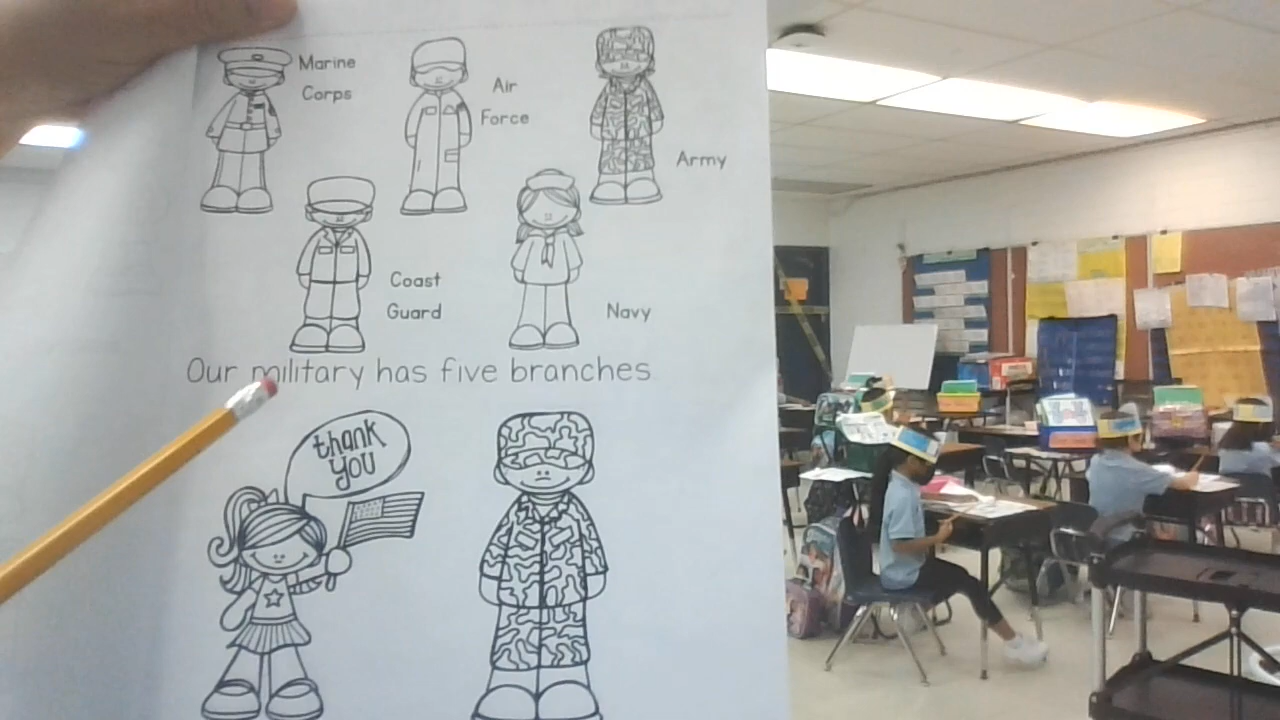 Marine
Corps
Air
Force
Army
Coast
Guard
Navy
Our military has five branches.
thank
you